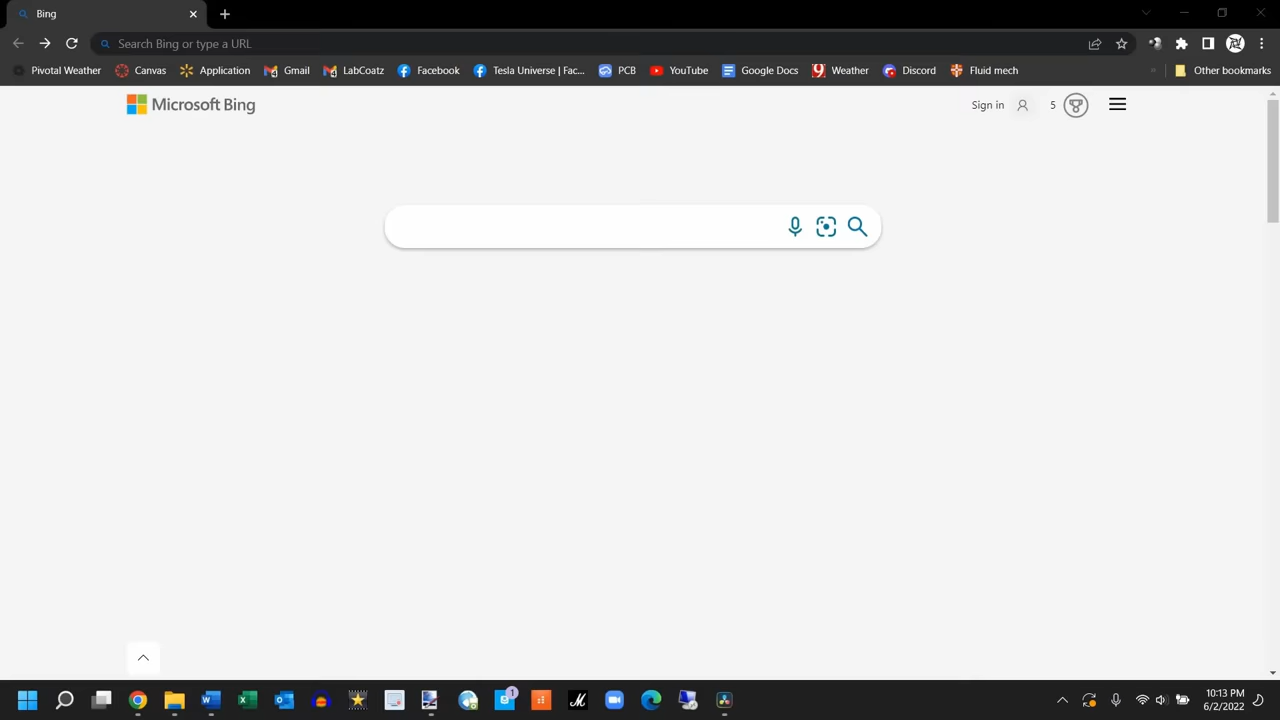 Bing
Search Bing or type a URL
Pivotal Weather Canvas Application Gmail LabCoatz Facebook Tesla Universe | Fac... PCB YouTube Google Docs Weather Discord Fluid mech Other bookmarks
Microsoft Bing Sign in 5
1
10:13 PM
6/2/2022